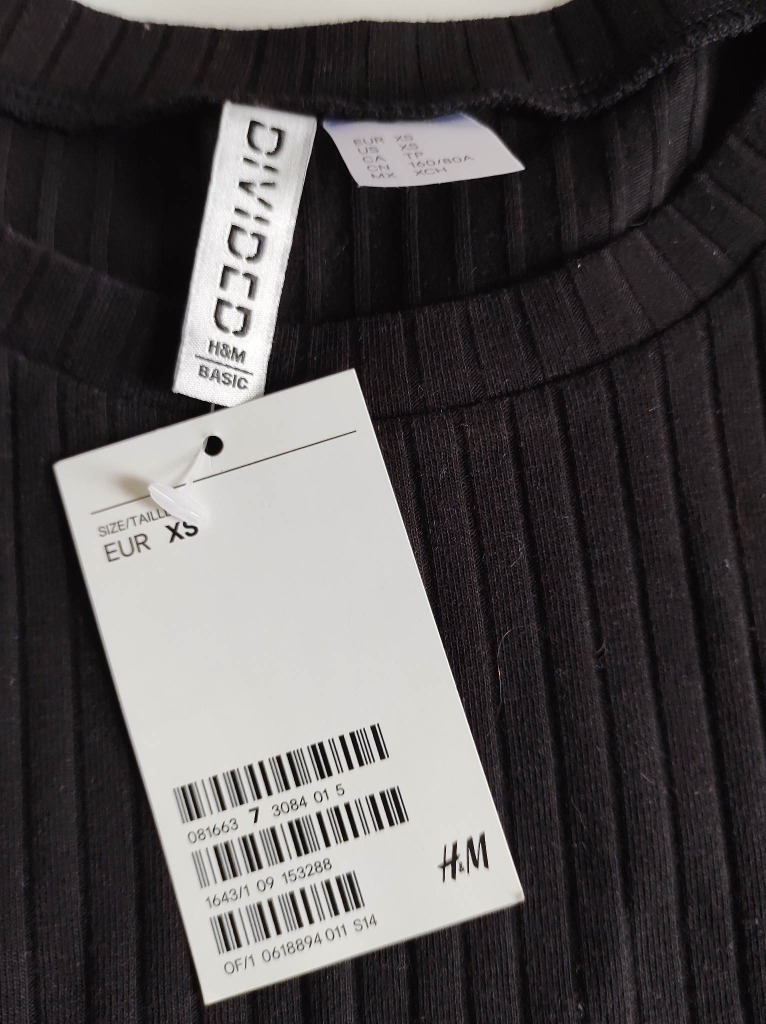 DIVIDED
H&M
BASIC
EUR XS
US XS
CA TP
CN 160/80A
MX XCH
SIZE/TAILLE
EUR XS
081663 7 3084 01 5
1643/1 09 153288
OF/1 0618894 011 S14
H&M